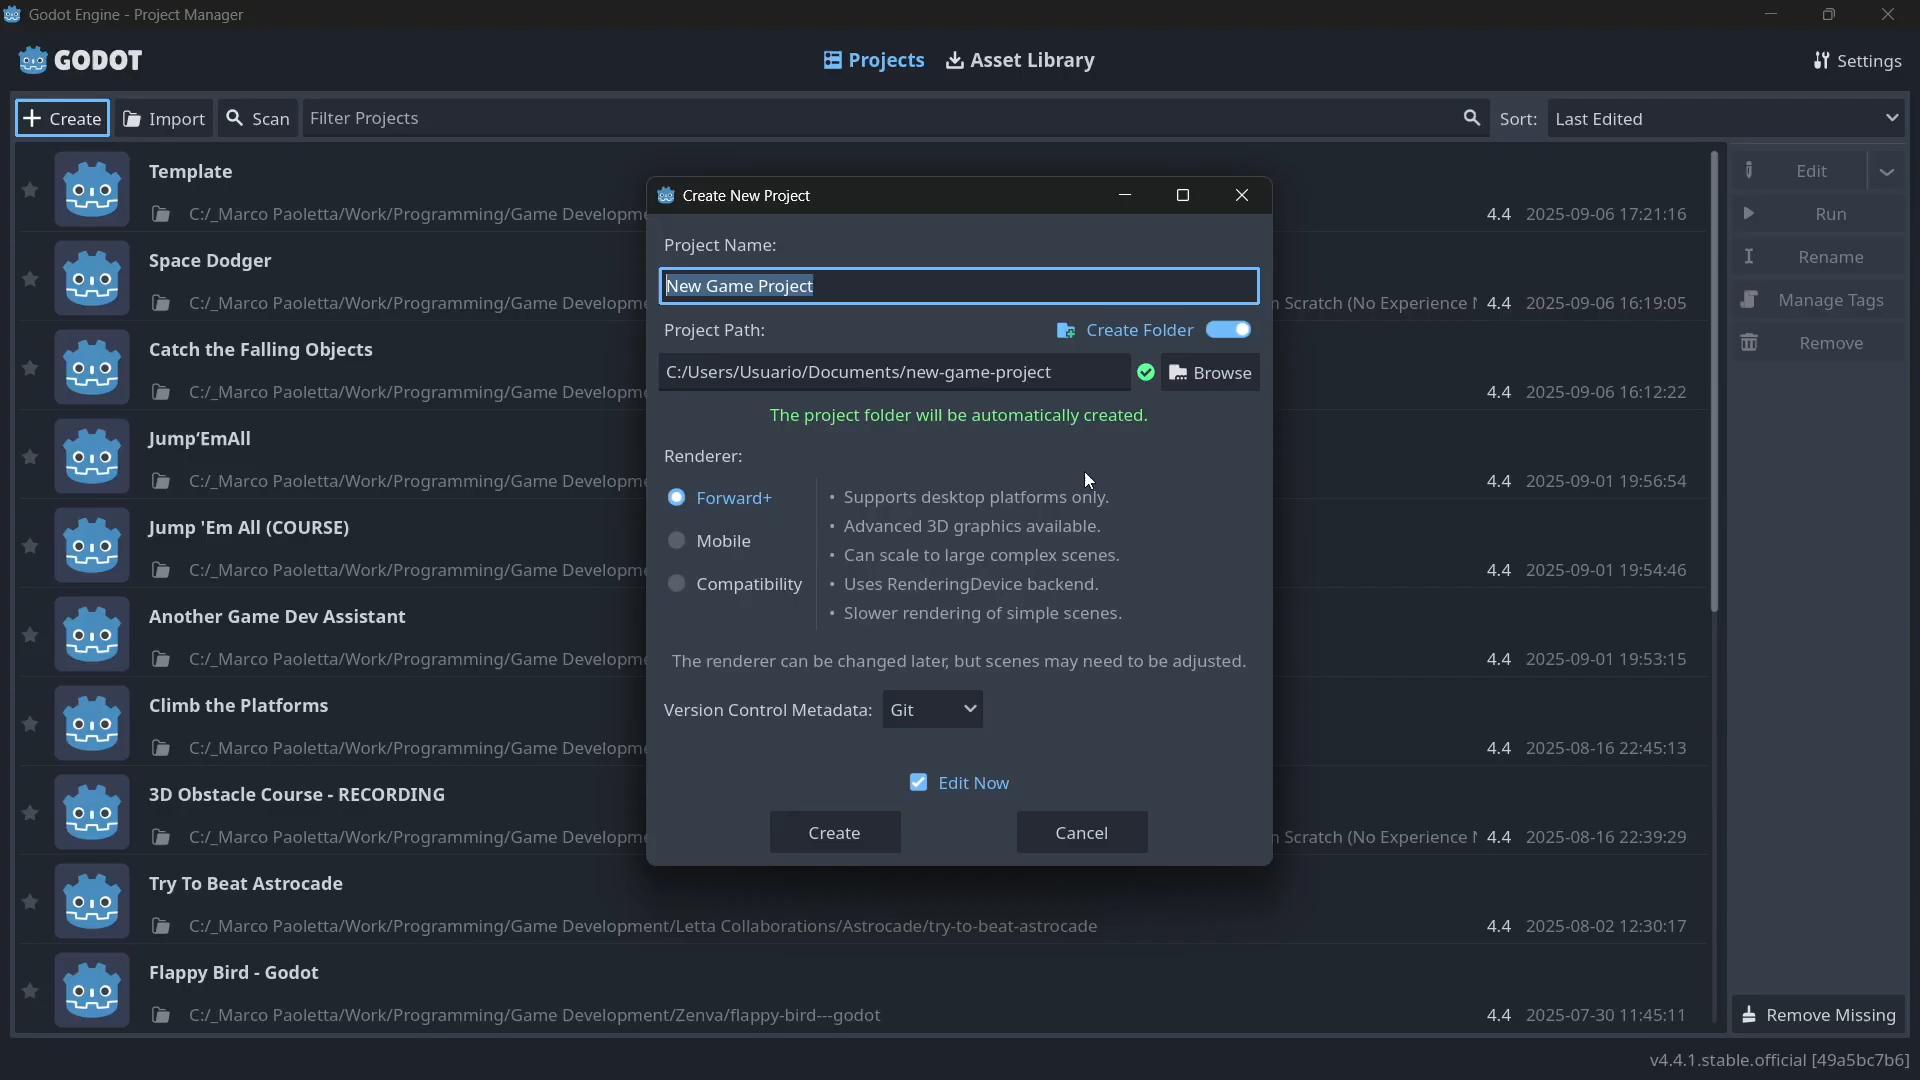 Godot Engine - Project Manager
GODOT
Projects
Asset Library
Settings
Create
Import
Scan
Filter Projects
Sort:
Last Edited
Template
C:/_Marco Paoletta/Work/Programming/Game Developme
4.4 2025-09-06 17:21:16
Space Dodger
C:/_Marco Paoletta/Work/Programming/Game Developme
Scratch (No Experience
4.4 2025-09-06 16:19:05
Catch the Falling Objects
C:/_Marco Paoletta/Work/Programming/Game Developme
4.4 2025-09-06 16:12:22
Jump'EmAll
C:/_Marco Paoletta/Work/Programming/Game Developme
4.4 2025-09-01 19:56:54
Jump 'Em All (COURSE)
C:/_Marco Paoletta/Work/Programming/Game Developme
4.4 2025-09-01 19:54:46
Another Game Dev Assistant
C:/_Marco Paoletta/Work/Programming/Game Developme
4.4 2025-09-01 19:53:15
Climb the Platforms
C:/_Marco Paoletta/Work/Programming/Game Developme
4.4 2025-08-16 22:45:13
3D Obstacle Course - RECORDING
C:/_Marco Paoletta/Work/Programming/Game Developme
Scratch (No Experience
4.4 2025-08-16 22:39:29
Try To Beat Astrocade
C:/_Marco Paoletta/Work/Programming/Game Development/Letta Collaborations/Astrocade/try-to-beat-astrocade
4.4 2025-08-02 12:30:17
Flappy Bird - Godot
C:/_Marco Paoletta/Work/Programming/Game Development/Zenva/flappy-bird---godot
4.4 2025-07-30 11:45:11
Create New Project
Project Name:
New Game Project
Project Path:
Create Folder
C:/Users/Usuario/Documents/new-game-project
Browse
The project folder will be automatically created.
Renderer:
Forward+
Mobile
Compatibility
• Supports desktop platforms only.
• Advanced 3D graphics available.
• Can scale to large complex scenes.
• Uses RenderingDevice backend.
• Slower rendering of simple scenes.
The renderer can be changed later, but scenes may need to be adjusted.
Version Control Metadata:
Git
Edit Now
Create
Cancel
Edit
Run
Rename
Manage Tags
Remove
Remove Missing
v4.4.1.stable.official [49a5bc7b6]